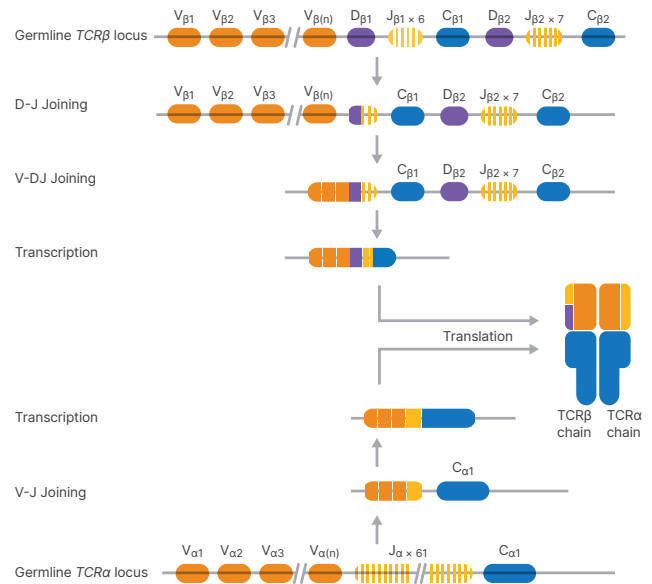 Vβ1 Vβ2 Vβ3 Vβ(n) Dβ1 Jβ1 × 6 Cβ1 Dβ2 Jβ2 × 7 Cβ2
Germline TCRβ locus
Vβ1 Vβ2 Vβ3 Vβ(n) Cβ1 Dβ2 Jβ2 × 7 Cβ2
D-J Joining
Cβ1 Dβ2 Jβ2 × 7 Cβ2
V-DJ Joining
Transcription
Translation
TCRβ chain
TCRα chain
Transcription
Cα1
V-J Joining
Vα1 Vα2 Vα3 Vα(n) Jα × 61 Cα1
Germline TCRα locus